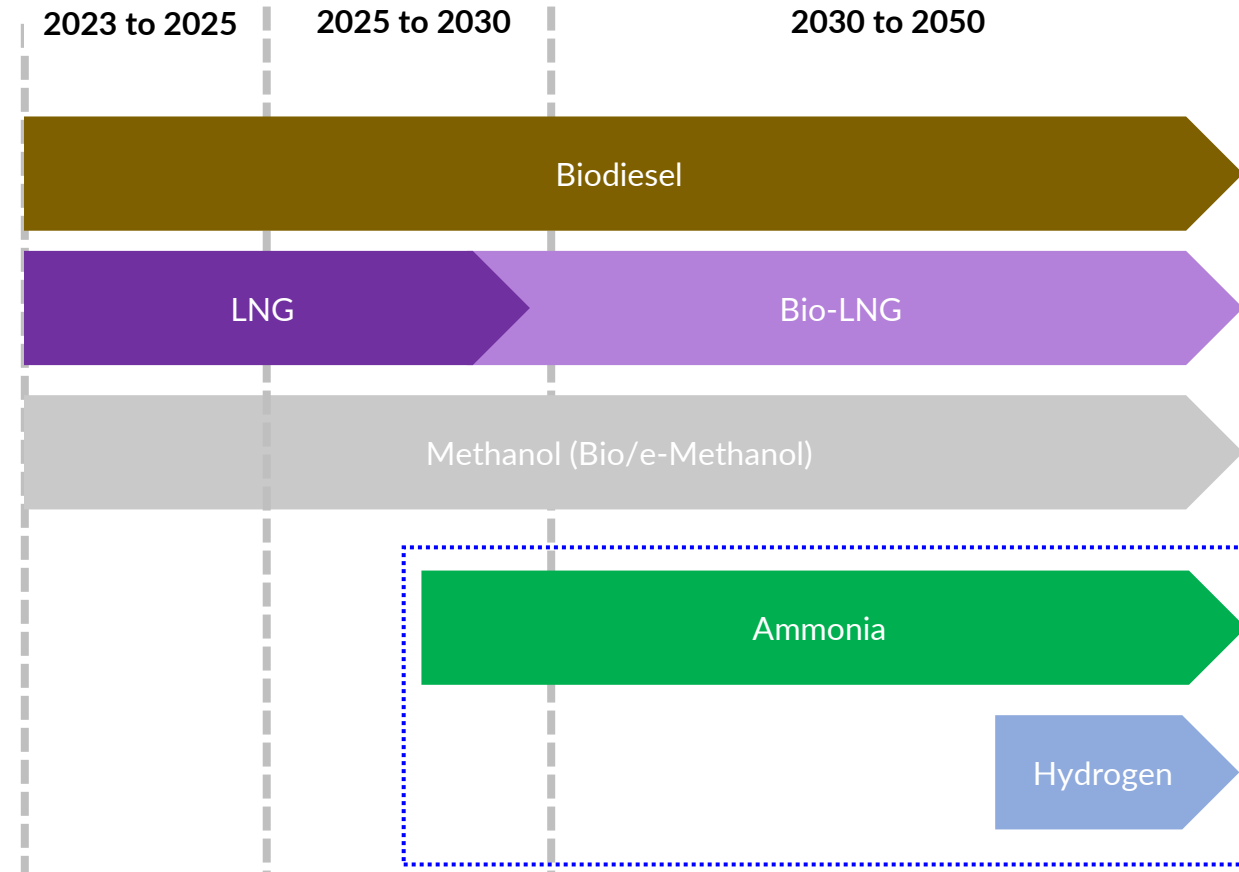 2023 to 2025
2025 to 2030
2030 to 2050
Biodiesel
LNG
Bio-LNG
Methanol (Bio/e-Methanol)
Ammonia
Hydrogen